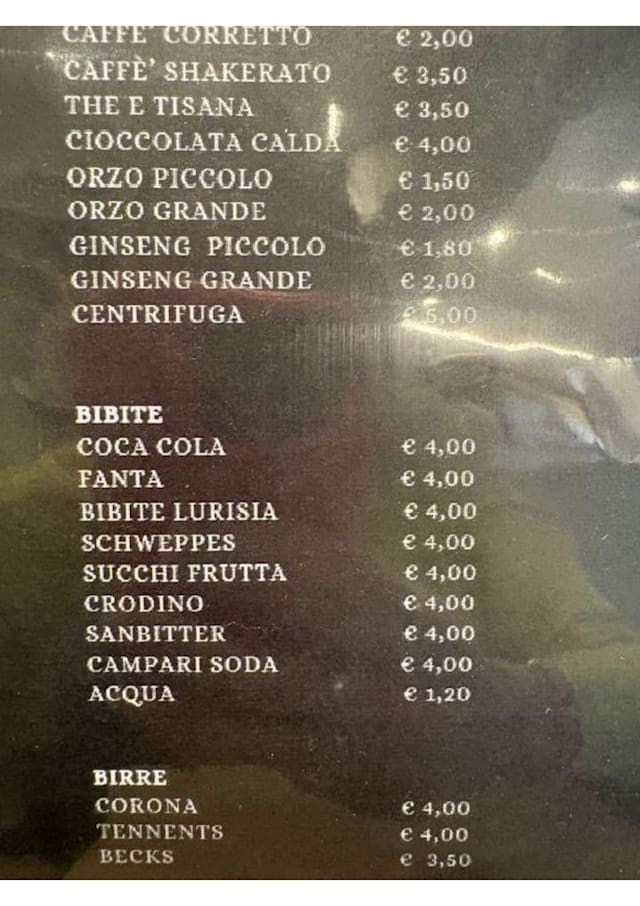 CAFFE' CORRETTO € 2,00
CAFFÈ' SHAKERATO € 3,50
THE E TISANA € 3,50
CIOCCOLATA CALDA € 4,00
ORZO PICCOLO € 1,50
ORZO GRANDE € 2,00
GINSENG PICCOLO € 1,80
GINSENG GRANDE € 2,00
CENTRIFUGA € 5,00
BIBITE
COCA COLA € 4,00
FANTA € 4,00
BIBITE LURISIA € 4,00
SCHWEPPES € 4,00
SUCCHI FRUTTA € 4,00
CRODINO € 4,00
SANBITTER € 4,00
CAMPARI SODA € 4,00
ACQUA € 1,20
BIRRE
CORONA € 4,00
TENNENTS € 4,00
BECKS € 3,50